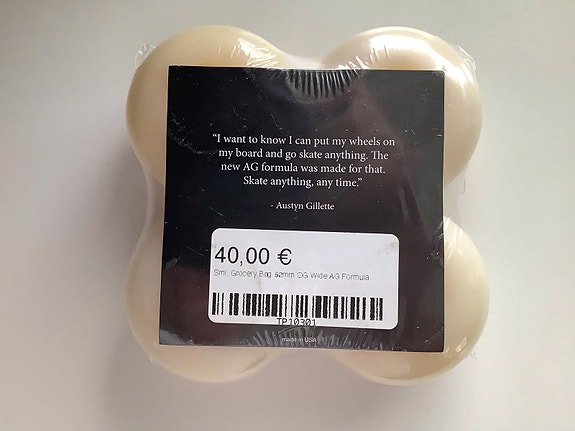 “I want to know I can put my wheels on
my board and go skate anything. The
new AG formula was made for that.
Skate anything, any time.”
- Austyn Gillette
40,00 €
Sml. Grocery Bag 52mm OG Wide AG Formula
TP10301
made in USA